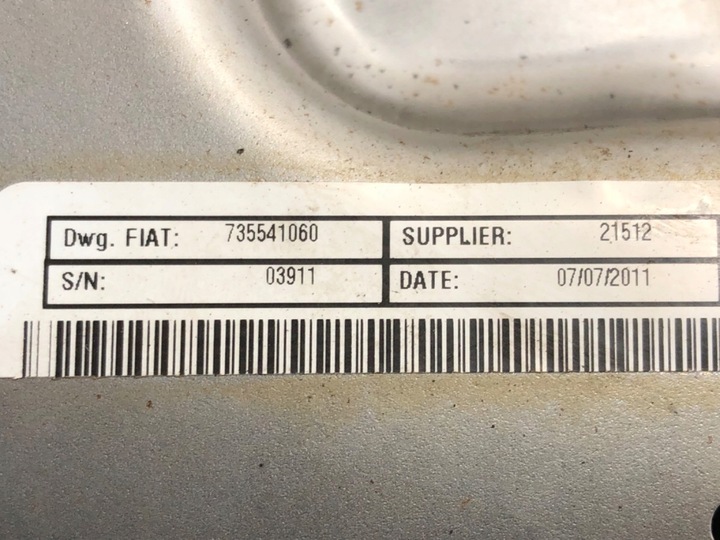 Dwg. FIAT: 735541060 SUPPLIER: 21512
S/N: 03911 DATE: 07/07/2011